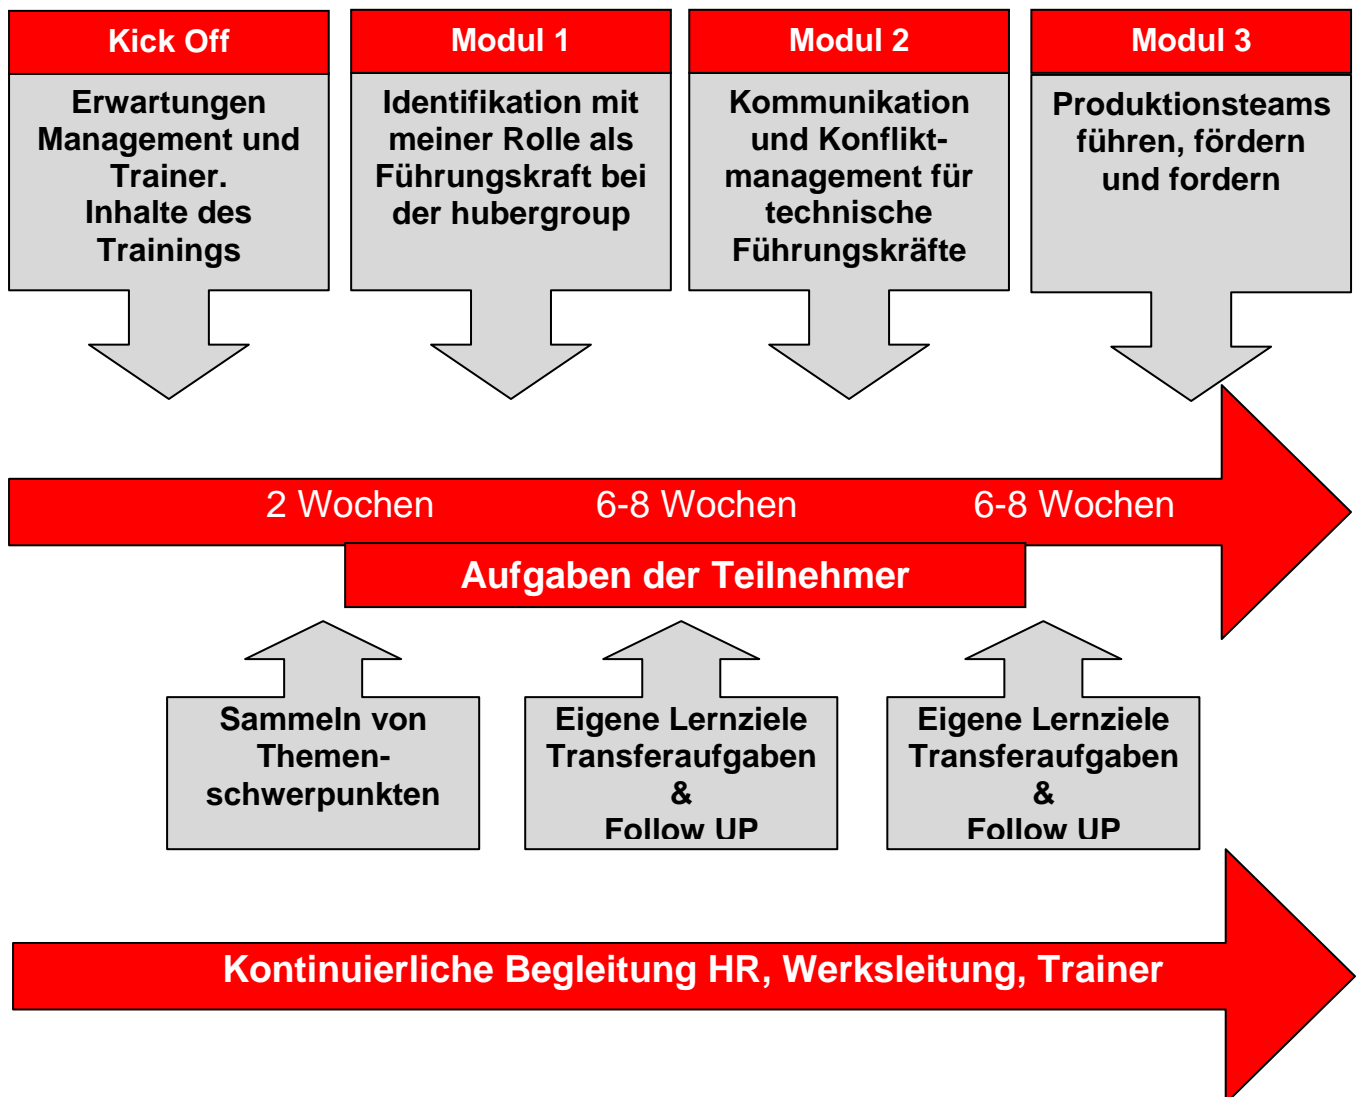 Kick Off
Erwartungen
Management und
Trainer.
Inhalte des
Trainings
Modul 1
Identifikation mit
meiner Rolle als
Führungskraft bei
der hubergroup
Modul 2
Kommunikation
und Konflikt-
management für
technische
Führungskräfte
Modul 3
Produktionsteams
führen, fördern
und fordern
2 Wochen
6-8 Wochen
6-8 Wochen
Aufgaben der Teilnehmer
Sammeln von
Themen-
schwerpunkten
Eigene Lernziele
Transferaufgaben
&
Follow UP
Eigene Lernziele
Transferaufgaben
&
Follow UP
Kontinuierliche Begleitung HR, Werksleitung, Trainer